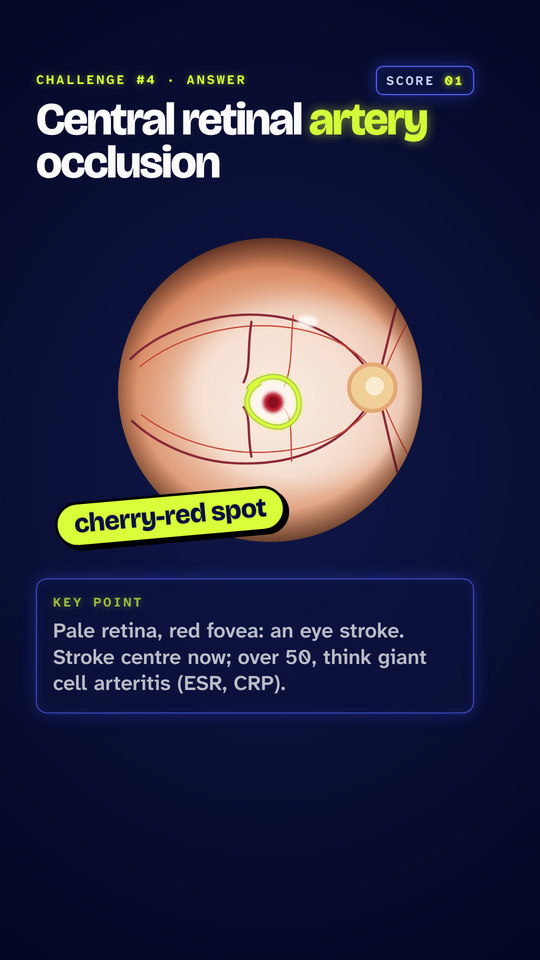 CHALLENGE #4 · ANSWER
SCORE 01
Central retinal artery
occlusion
cherry-red spot
KEY POINT
Pale retina, red fovea: an eye stroke.
Stroke centre now; over 50, think giant
cell arteritis (ESR, CRP).